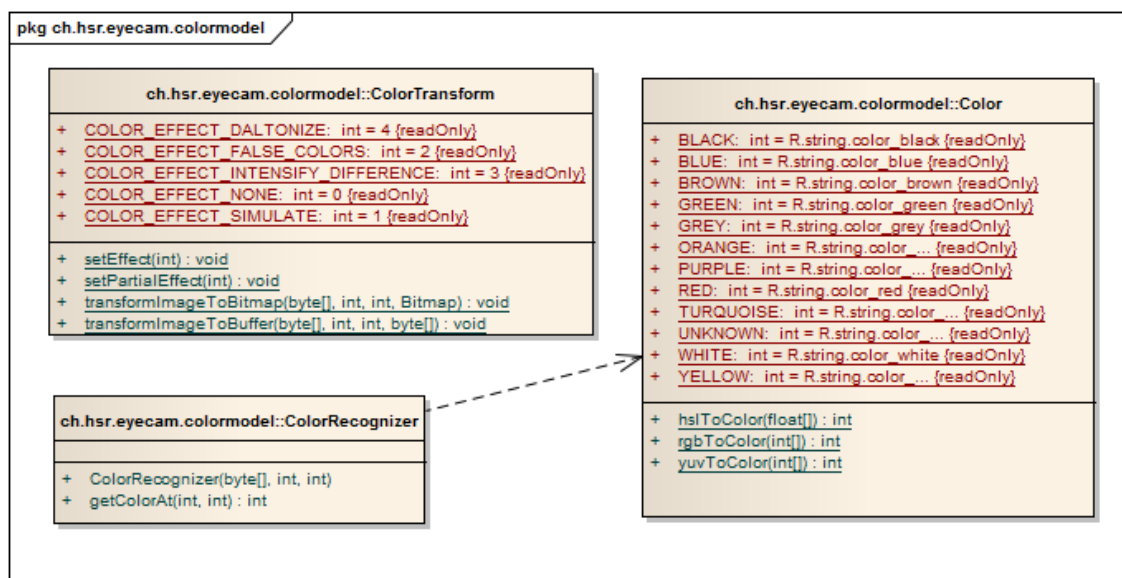 pkg ch.hsr.eyecam.colormodel
ch.hsr.eyecam.colormodel::ColorTransform
+ COLOR_EFFECT_DALTONIZE: int = 4 {readOnly}
+ COLOR_EFFECT_FALSE_COLORS: int = 2 {readOnly}
+ COLOR_EFFECT_INTENSIFY_DIFFERENCE: int = 3 {readOnly}
+ COLOR_EFFECT_NONE: int = 0 {readOnly}
+ COLOR_EFFECT_SIMULATE: int = 1 {readOnly}
+ setEffect(int) : void
+ setPartialEffect(int) : void
+ transformImageToBitmap(byte[], int, int, Bitmap) : void
+ transformImageToBuffer(byte[], int, int, byte[]) : void
ch.hsr.eyecam.colormodel::Color
+ BLACK: int = R.string.color_black {readOnly}
+ BLUE: int = R.string.color_blue {readOnly}
+ BROWN: int = R.string.color_brown {readOnly}
+ GREEN: int = R.string.color_green {readOnly}
+ GREY: int = R.string.color_grey {readOnly}
+ ORANGE: int = R.string.color_... {readOnly}
+ PURPLE: int = R.string.color_... {readOnly}
+ RED: int = R.string.color_red {readOnly}
+ TURQUOISE: int = R.string.color_... {readOnly}
+ UNKNOWN: int = R.string.color_... {readOnly}
+ WHITE: int = R.string.color_white {readOnly}
+ YELLOW: int = R.string.color_... {readOnly}
+ hslToColor(float[]) : int
+ rgbToColor(int[]) : int
+ yuvToColor(int[]) : int
ch.hsr.eyecam.colormodel::ColorRecognizer
+ ColorRecognizer(byte[], int, int)
+ getColorAt(int, int) : int